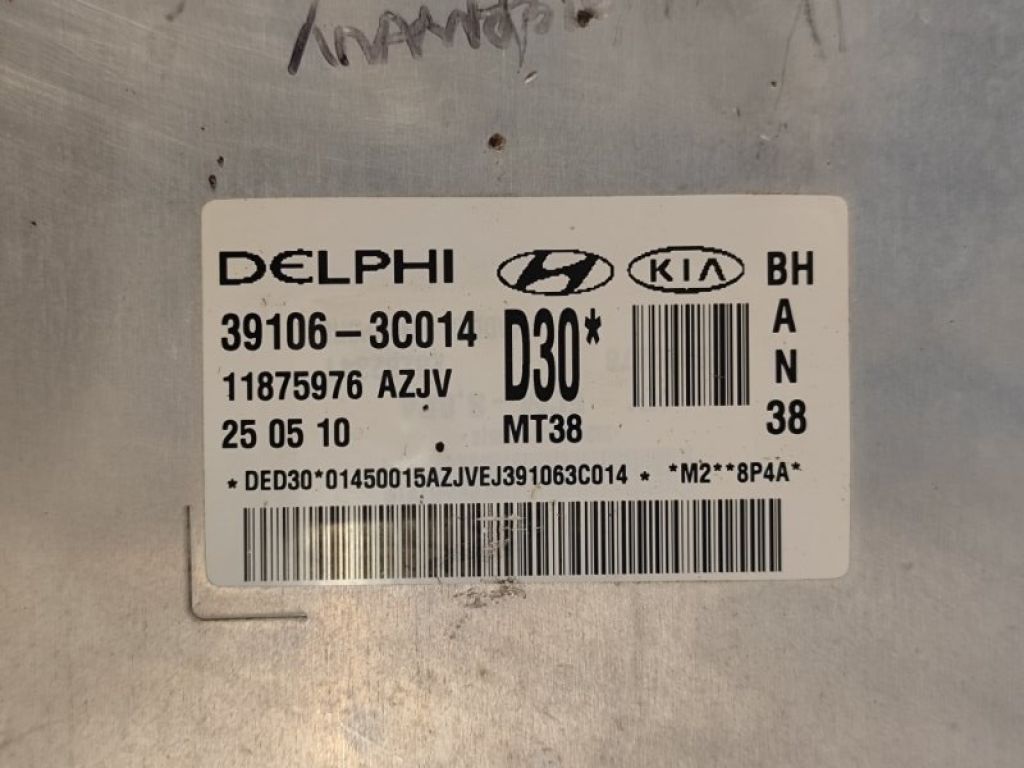 DELPHI KIA BH
39106-3C014 D30* A
11875976 AZJV N
25 05 10 MT38 38
*DED30*01450015AZJVEJ391063C014 * *M2**8P4A*